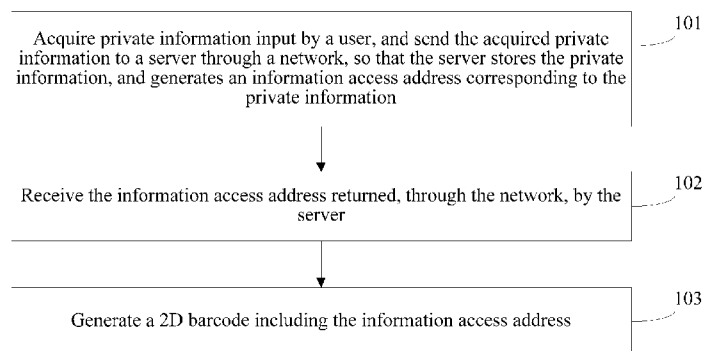 101
Acquire private information input by a user, and send the acquired private
information to a server through a network, so that the server stores the private
information, and generates an information access address corresponding to the
private information
102
Receive the information access address returned, through the network, by the
server
103
Generate a 2D barcode including the information access address